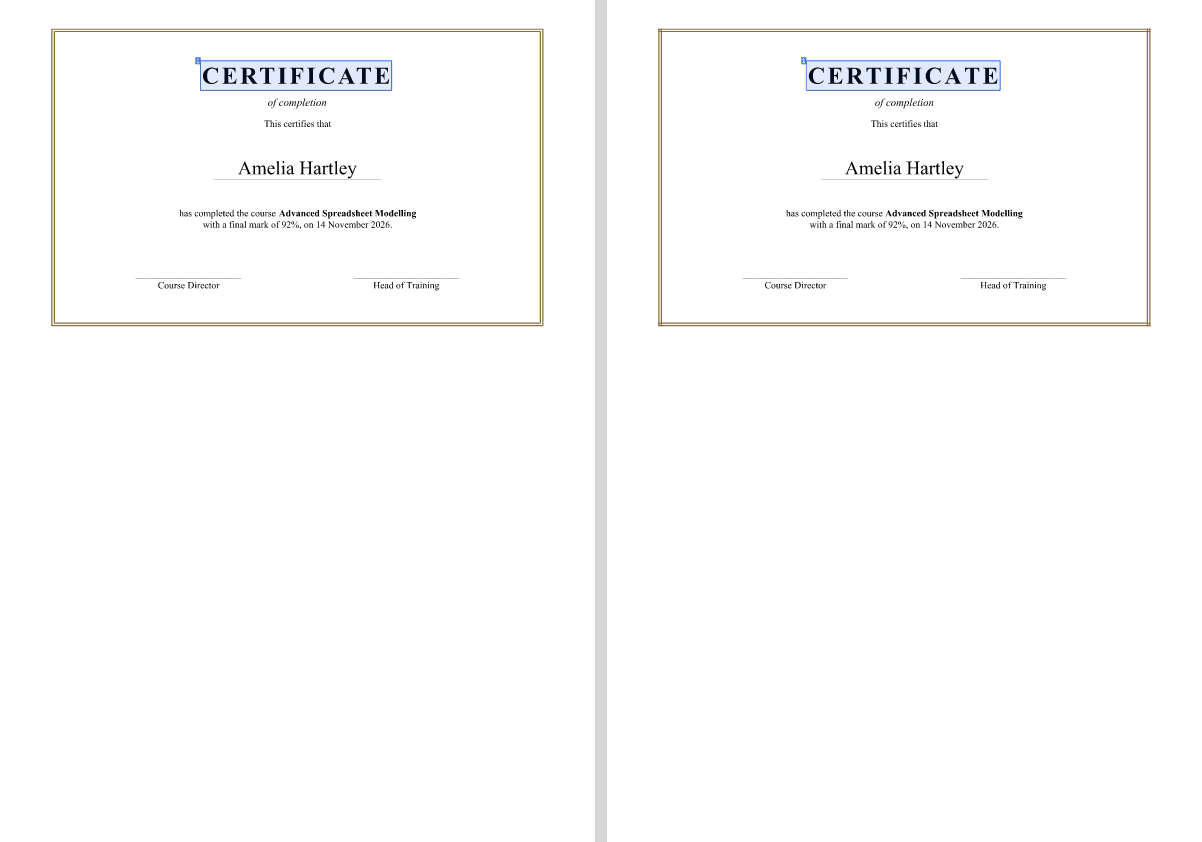 1
CERTIFICATE
of completion
This certifies that
Amelia Hartley
has completed the course Advanced Spreadsheet Modelling
with a final mark of 92%, on 14 November 2026.
Course Director
Head of Training
1
CERTIFICATE
of completion
This certifies that
Amelia Hartley
has completed the course Advanced Spreadsheet Modelling
with a final mark of 92%, on 14 November 2026.
Course Director
Head of Training